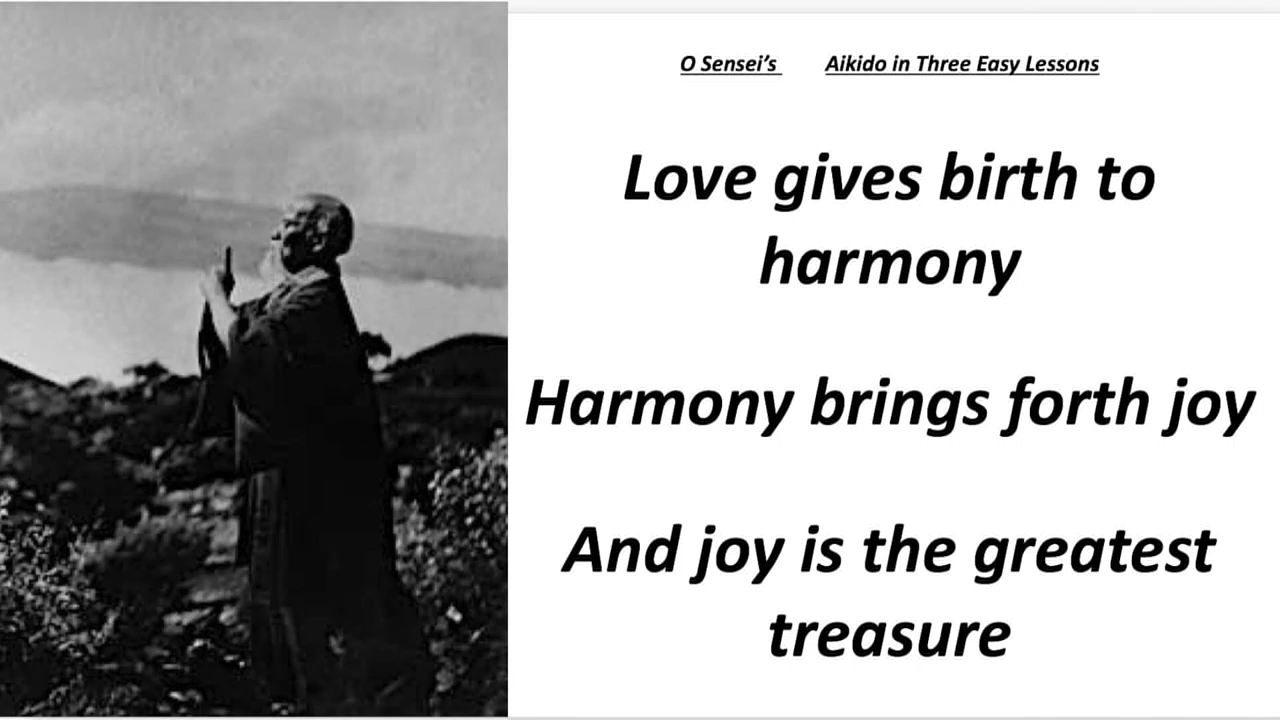 O Sensei's Aikido in Three Easy Lessons
Love gives birth to
harmony
Harmony brings forth joy
And joy is the greatest
treasure